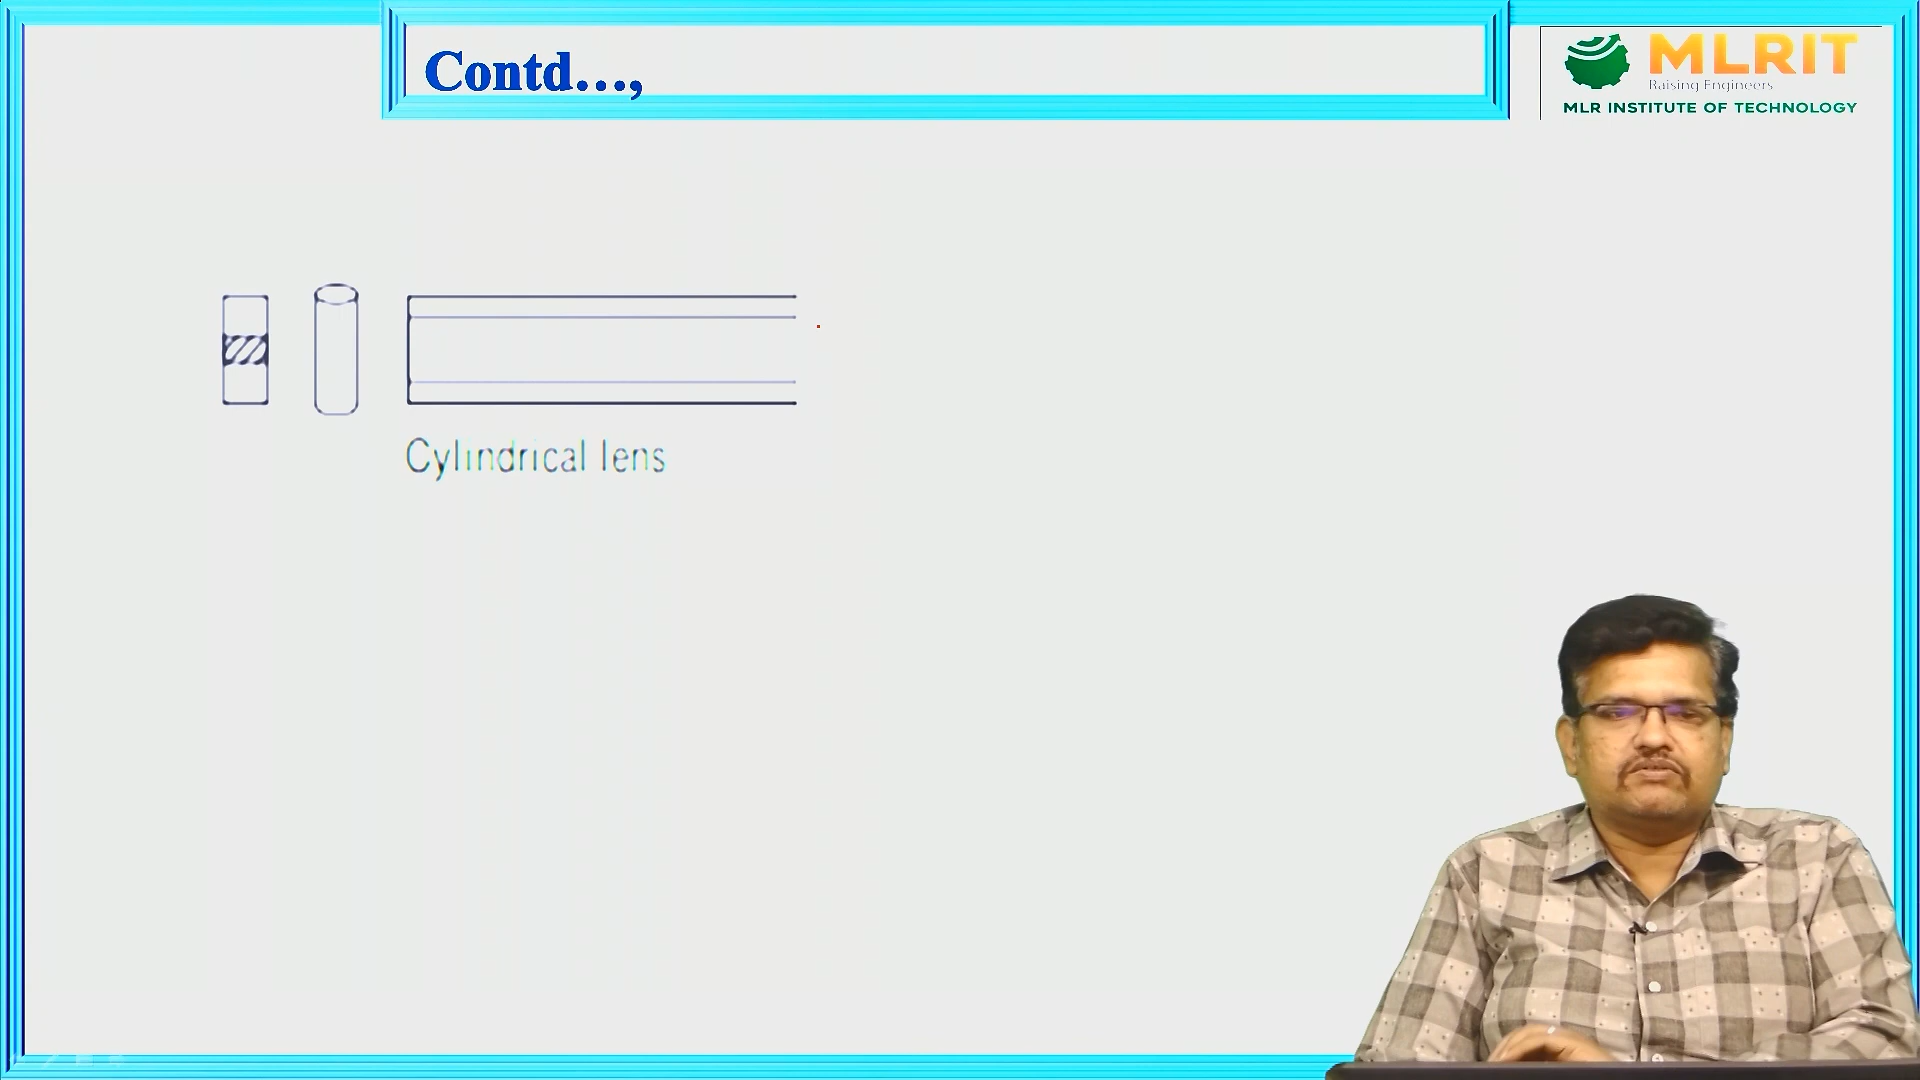 Contd...,
MLRIT
Raising Engineers
MLR INSTITUTE OF TECHNOLOGY
Cylindrical lens